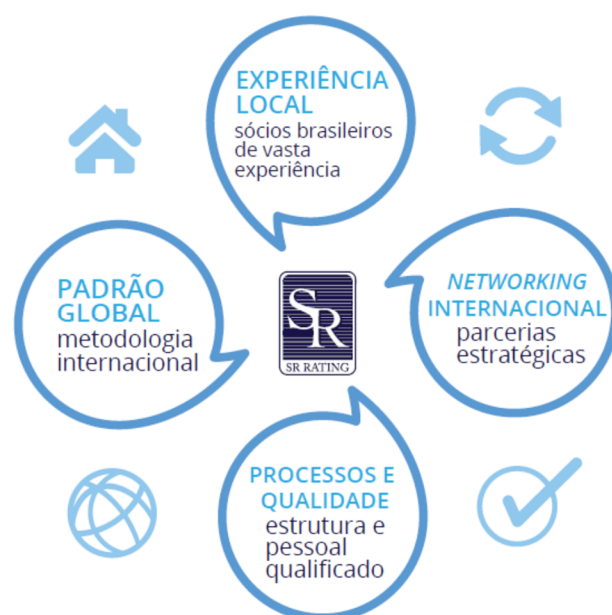 EXPERIÊNCIA
LOCAL
sócios brasileiros
de vasta
experiência
PADRÃO
GLOBAL
metodologia
internacional
SR
SR RATING
NETWORKING
INTERNACIONAL
parcerias
estratégicas
PROCESSOS E
QUALIDADE
estrutura e
pessoal
qualificado